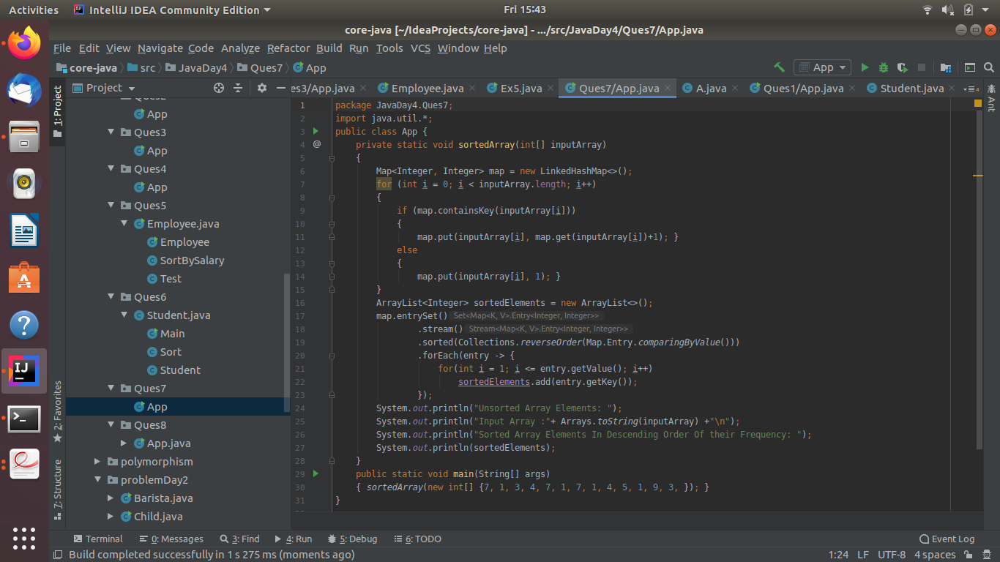 Activities IntelliJ IDEA Community Edition Fri 15:43
core-java [~/IdeaProjects/core-java] - .../src/JavaDay4/Ques7/App.java
File Edit View Navigate Code Analyze Refactor Build Run Tools VCS Window Help
core-java src JavaDay4 Ques7 App App
1: Project
Project
es3/App.java Employee.java Ex5.java Ques7/App.java A.java Ques1/App.java Student.java 4
Ant
Ques2
App
Ques3
App
Ques4
App
Ques5
Employee.java
Employee
SortBySalary
Test
Ques6
Student.java
Main
Sort
Student
Ques7
App
Ques8
App.java
polymorphism
problemDay2
Barista.java
Child.java
2: Favorites
7: Structure
1 package JavaDay4.Ques7;
2 import java.util.*;
3 public class App {
4 @ private static void sortedArray(int[] inputArray)
5 {
6 Map<Integer, Integer> map = new LinkedHashMap<>();
7 for (int i = 0; i < inputArray.length; i++)
8 {
9 if (map.containsKey(inputArray[i]))
10 {
11 map.put(inputArray[i], map.get(inputArray[i])+1); }
12 else
13 {
14 map.put(inputArray[i], 1); }
15 }
16 ArrayList<Integer> sortedElements = new ArrayList<>();
17 map.entrySet() Set<Map<K, V>.Entry<Integer, Integer>>
18 .stream() Stream<Map<K, V>.Entry<Integer, Integer>>
19 .sorted(Collections.reverseOrder(Map.Entry.comparingByValue()))
20 .forEach(entry -> {
21 for(int i = 1; i <= entry.getValue(); i++)
22 sortedElements.add(entry.getKey());
23 });
24 System.out.println("Unsorted Array Elements: ");
25 System.out.println("Input Array :"+ Arrays.toString(inputArray) +"\n");
26 System.out.println("Sorted Array Elements In Descending Order Of their Frequency: ");
27 System.out.println(sortedElements);
28 }
29 public static void main(String[] args)
30 { sortedArray(new int[] {7, 1, 3, 4, 7, 1, 7, 1, 4, 5, 1, 9, 3, }); }
31 }
Terminal 0: Messages 3: Find 4: Run 5: Debug 6: TODO Event Log
Build completed successfully in 1 s 275 ms (moments ago) 1:24 LF UTF-8 4 spaces